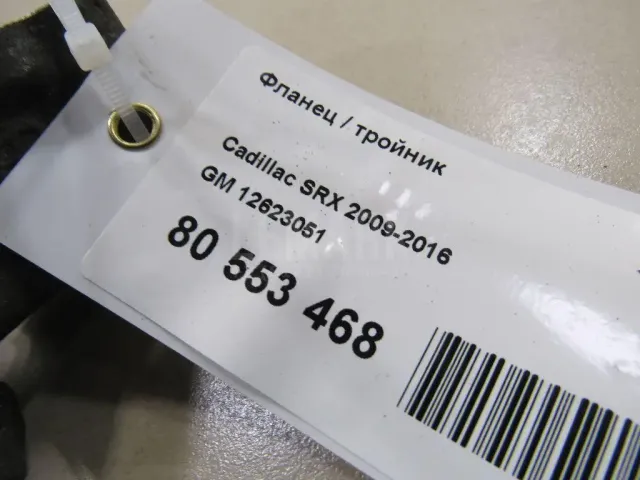 Фланец / тройник
Cadillac SRX 2009-2016
GM 12623051
80 553 468